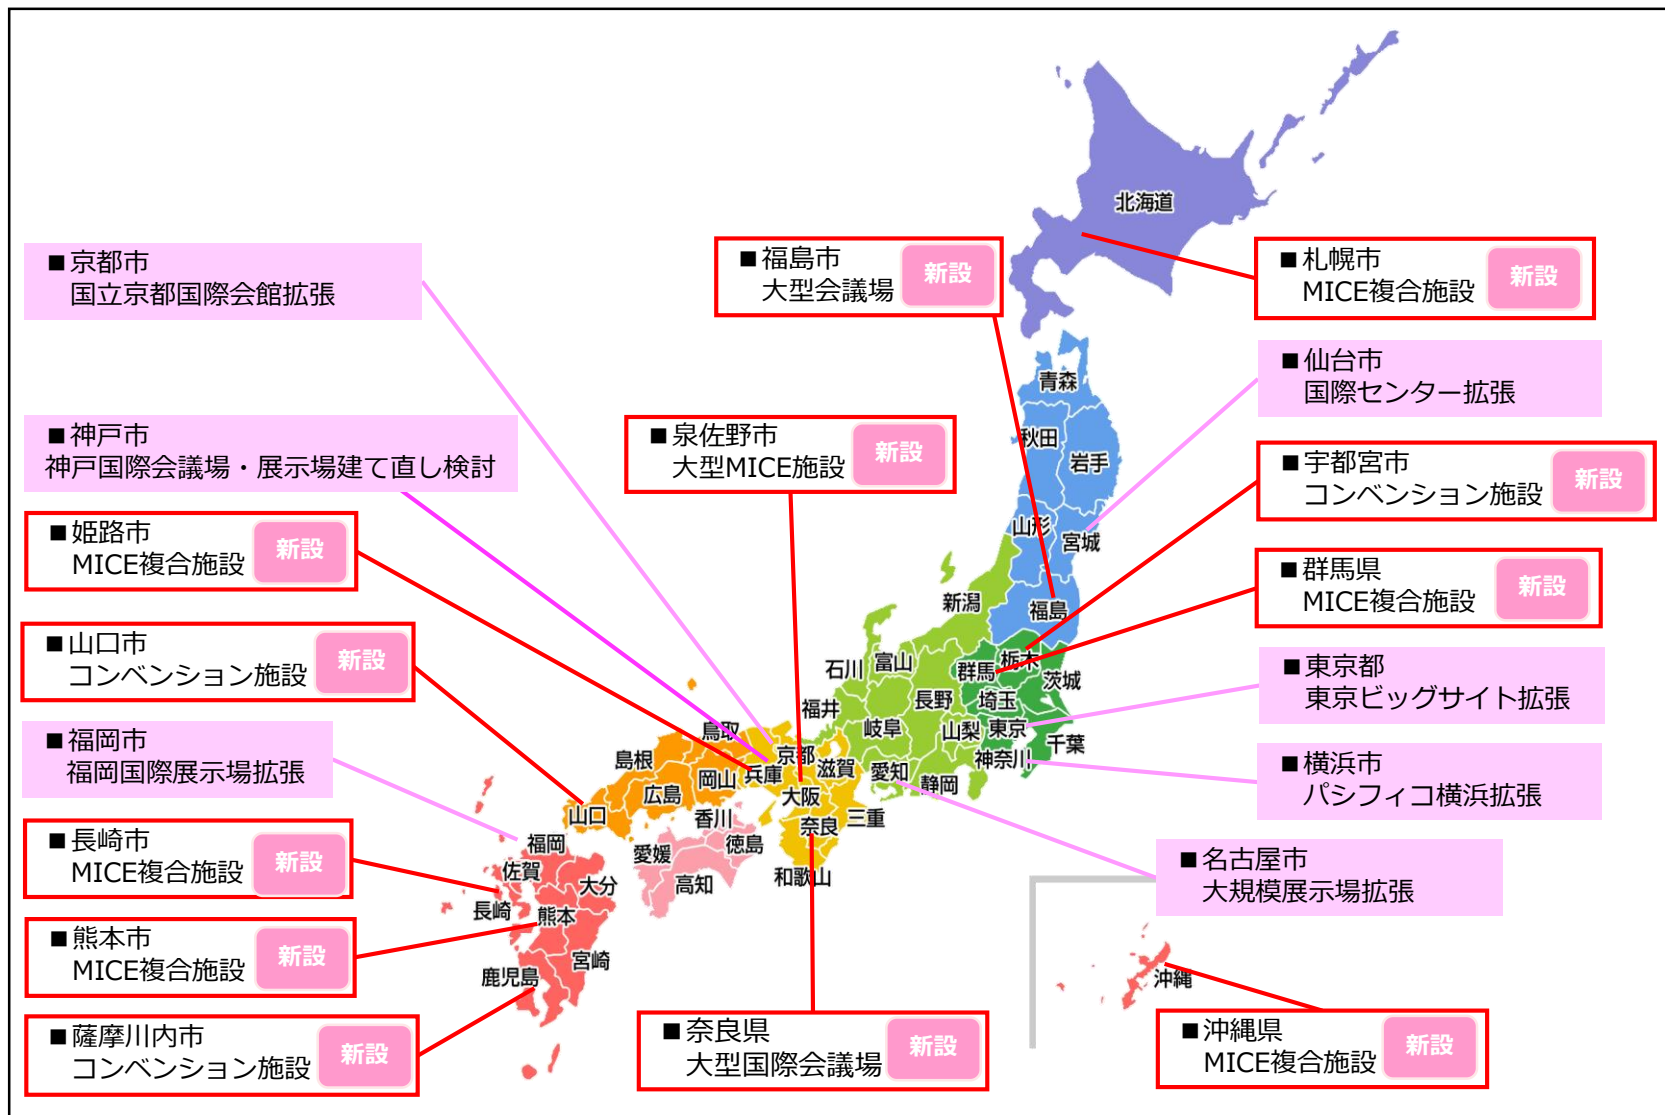 ■京都市
国立京都国際会館拡張
■神戸市
神戸国際会議場・展示場建て直し検討
■姫路市
MICE複合施設
新設
■山口市
コンベンション施設
新設
■福岡市
福岡国際展示場拡張
■長崎市
MICE複合施設
新設
■熊本市
MICE複合施設
新設
■薩摩川内市
コンベンション施設
新設
■福島市
大型会議場
新設
■泉佐野市
大型MICE施設
新設
■奈良県
大型国際会議場
新設
■札幌市
MICE複合施設
新設
■仙台市
国際センター拡張
■宇都宮市
コンベンション施設
新設
■群馬県
MICE複合施設
新設
■東京都
東京ビッグサイト拡張
■横浜市
パシフィコ横浜拡張
■名古屋市
大規模展示場拡張
■沖縄県
MICE複合施設
新設
北海道
青森
秋田
岩手
山形
宮城
福島
新潟
石川
富山
群馬
栃木
茨城
福井
長野
埼玉
岐阜
山梨
東京
千葉
神奈川
愛知
静岡
鳥取
島根
京都
滋賀
岡山
兵庫
広島
大阪
山口
奈良
三重
香川
徳島
愛媛
高知
和歌山
福岡
佐賀
大分
長崎
熊本
宮崎
鹿児島
沖縄